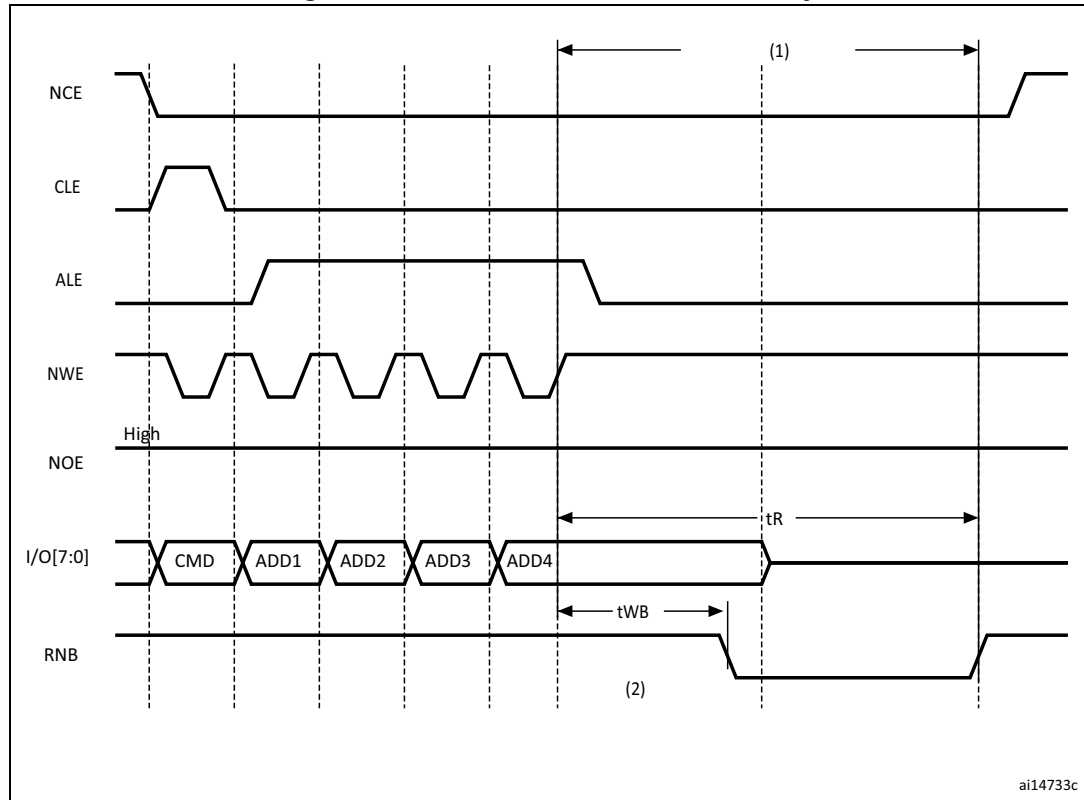 (1)
NCE
CLE
ALE
NWE
High
NOE
tR
I/O[7:0] CMD ADD1 ADD2 ADD3 ADD4
tWB
RNB
(2)
ai14733c